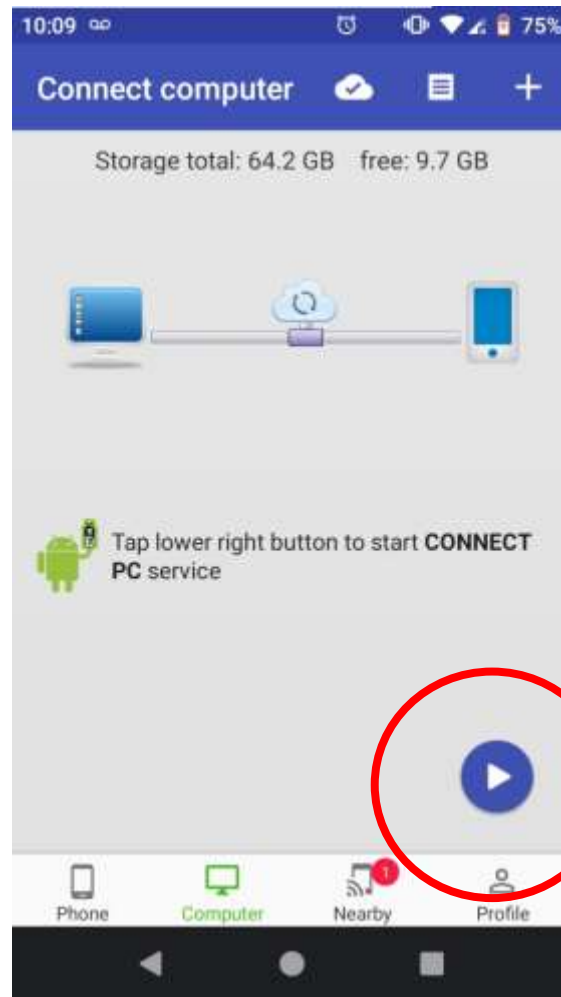 10:09 75%
Connect computer
Storage total: 64.2 GB free: 9.7 GB
Tap lower right button to start CONNECT
PC service
1
Phone Computer Nearby Profile